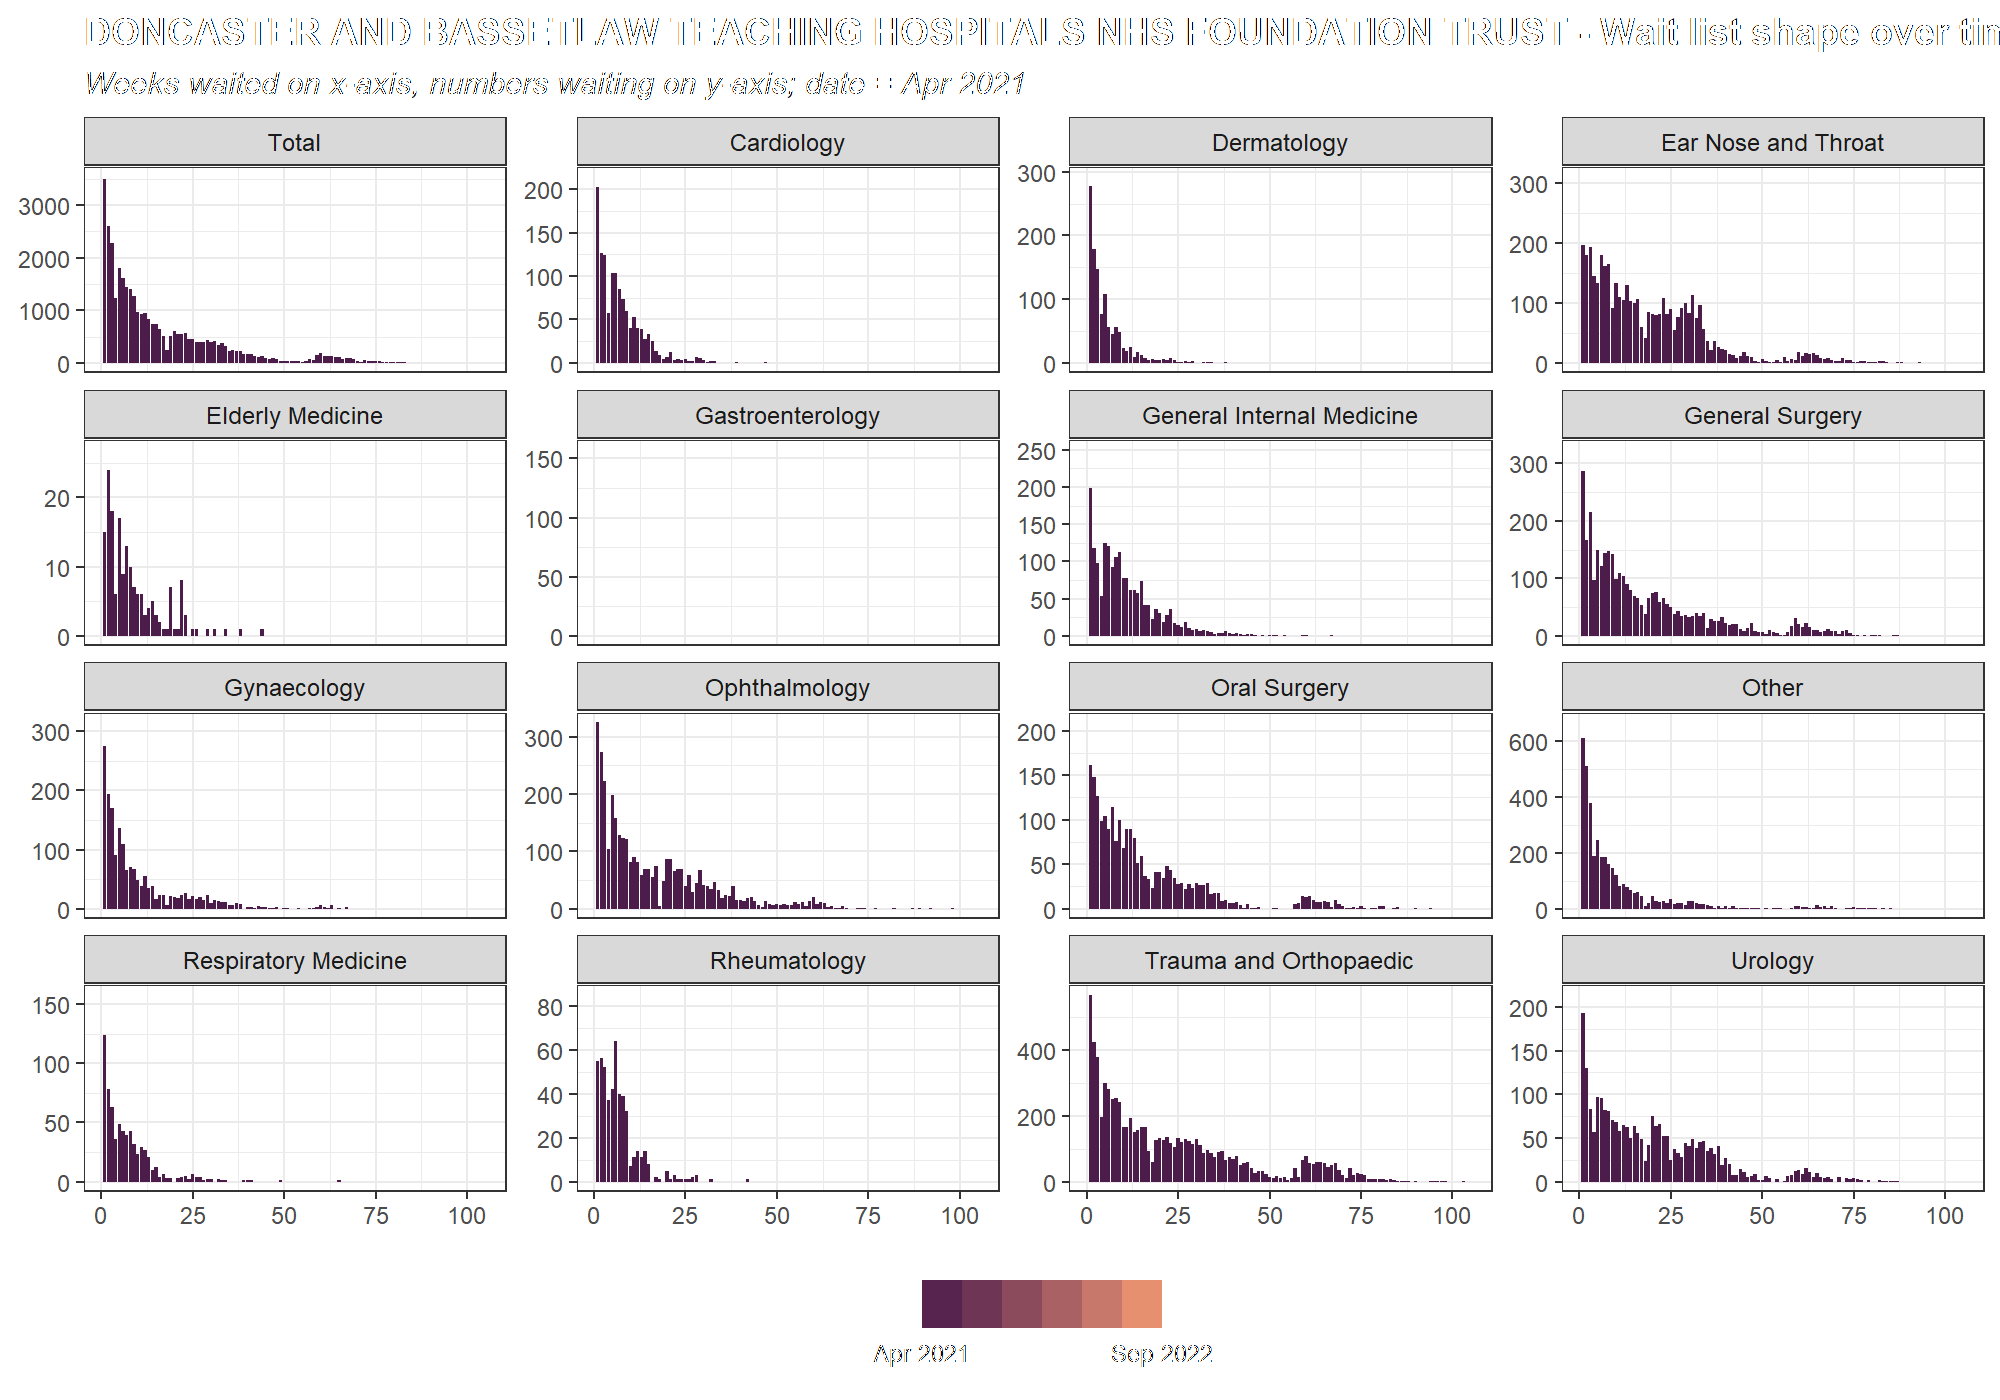 DONCASTER AND BASSETLAW TEACHING HOSPITALS NHS FOUNDATION TRUST - Wait list shape over
Weeks waited on x-axis, numbers waiting on y-axis; date = Apr 2021
Total Cardiology Dermatology Ear Nose and Throat
3000 2000 1000 0
200 150 100 50 0
300 200 100 0
300 200 100 0
Elderly Medicine Gastroenterology General Internal Medicine General Surgery
20 10 0
150 100 50 0
250 200 150 100 50 0
300 200 100 0
Gynaecology Ophthalmology Oral Surgery Other
300 200 100 0
300 200 100 0
200 150 100 50 0
600 400 200 0
Respiratory Medicine Rheumatology Trauma and Orthopaedic Urology
150 100 50 0
80 60 40 20 0
400 200 0
200 150 100 50 0
0 25 50 75 100 0 25 50 75 100 0 25 50 75 100 0 25 50 75 100
Apr 2021 Sep 2022